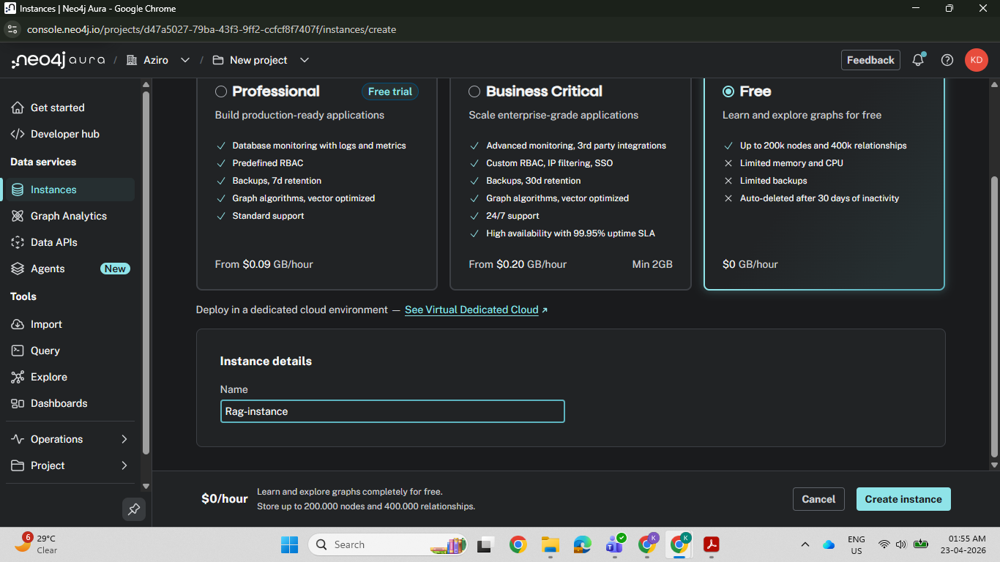 Instances | Neo4j Aura - Google Chrome
console.neo4j.io/projects/d47a5027-79ba-43f3-9ff2-ccfcf8f7407f/instances/create
neo4j aura / Aziro / New project Feedback KD
Get started
Developer hub
Data services
Instances
Graph Analytics
Data APIs
Agents New
Tools
Import
Query
Explore
Dashboards
Operations
Project
Professional Free trial
Build production-ready applications
Database monitoring with logs and metrics
Predefined RBAC
Backups, 7d retention
Graph algorithms, vector optimized
Standard support
From $0.09 GB/hour
Business Critical
Scale enterprise-grade applications
Advanced monitoring, 3rd party integrations
Custom RBAC, IP filtering, SSO
Backups, 30d retention
Graph algorithms, vector optimized
24/7 support
High availability with 99.95% uptime SLA
From $0.20 GB/hour Min 2GB
Free
Learn and explore graphs for free
Up to 200k nodes and 400k relationships
Limited memory and CPU
Limited backups
Auto-deleted after 30 days of inactivity
$0 GB/hour
Deploy in a dedicated cloud environment — See Virtual Dedicated Cloud ↗
Instance details
Name
Rag-instance
$0/hour
Learn and explore graphs completely for free.
Store up to 200.000 nodes and 400.000 relationships.
Cancel Create instance
6 29°C
Clear
Search
K K
ENG
US
01:55 AM
23-04-2026